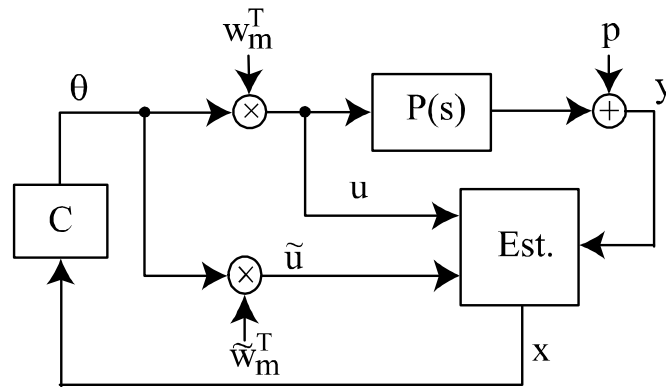 w_m^T
p
θ
×
P(s)
+
y
C
u
Est.
ũ
×
w̃_m^T
x